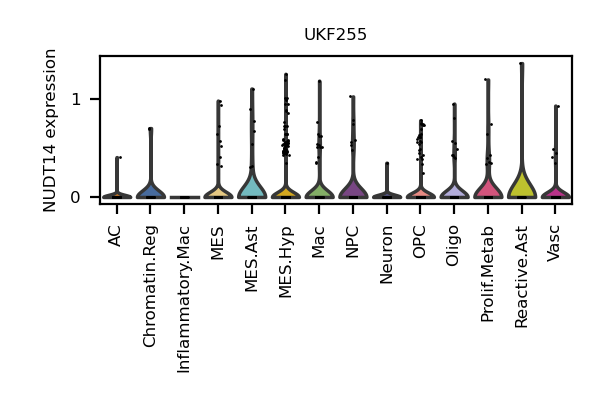 UKF255
NUDT14 expression
1
0
AC
Chromatin.Reg
Inflammatory.Mac
MES
MES.Ast
MES.Hyp
Mac
NPC
Neuron
OPC
Oligo
Prolif.Metab
Reactive.Ast
Vasc